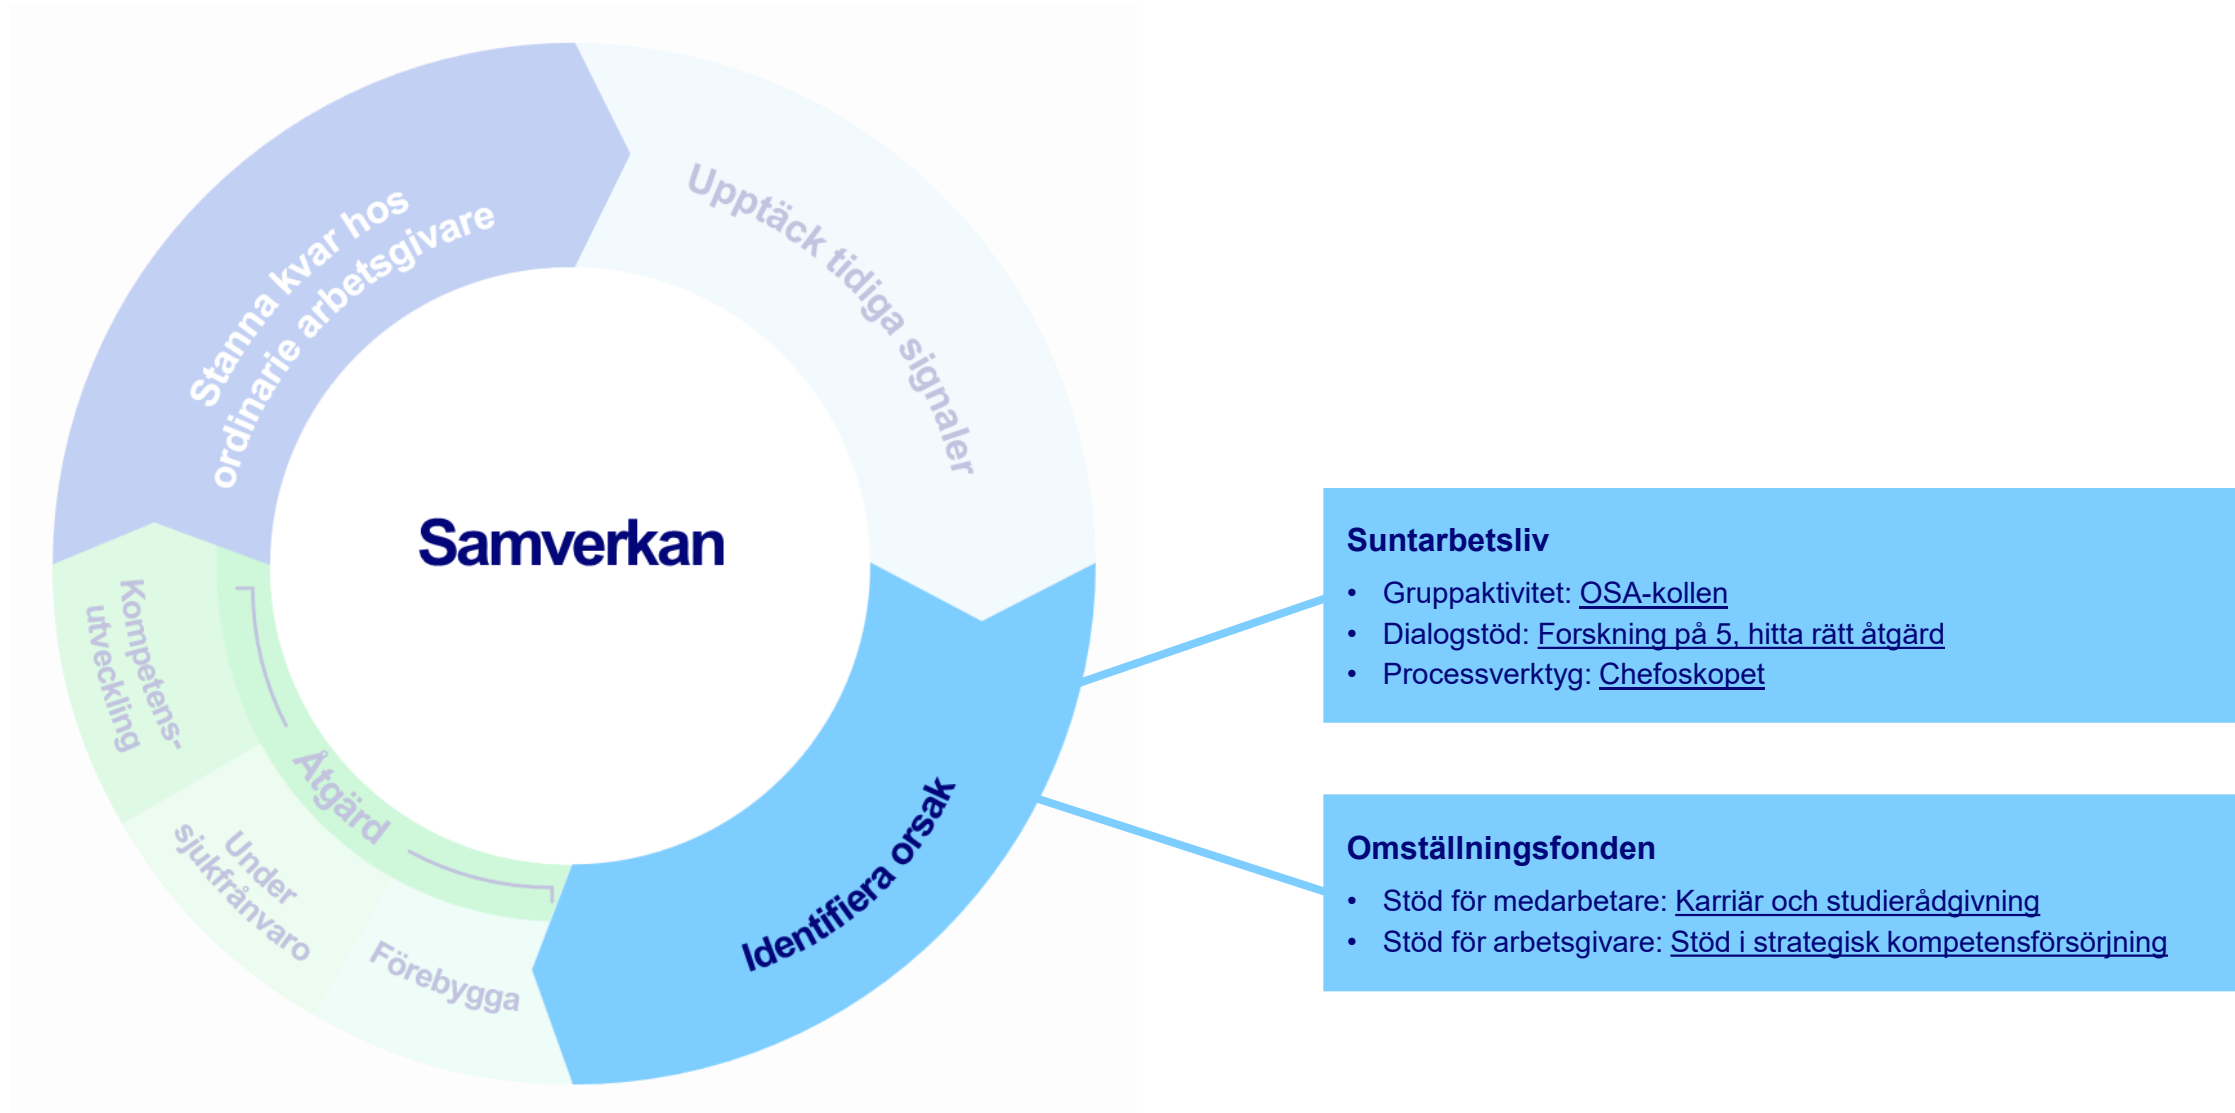 Stanna kvar hos
ordinarie arbetsgivare
Upptäck tidiga signaler
Samverkan
Kompetens-
utveckling
Åtgärd
Under
sjukfrånvaro
Förebygga
Identifiera orsak
Suntarbetsliv
• Gruppaktivitet: OSA-kollen
• Dialogstöd: Forskning på 5, hitta rätt åtgärd
• Processverktyg: Chefoskopet
Omställningsfonden
• Stöd för medarbetare: Karriär och studierådgivning
• Stöd för arbetsgivare: Stöd i strategisk kompetensförsörjning